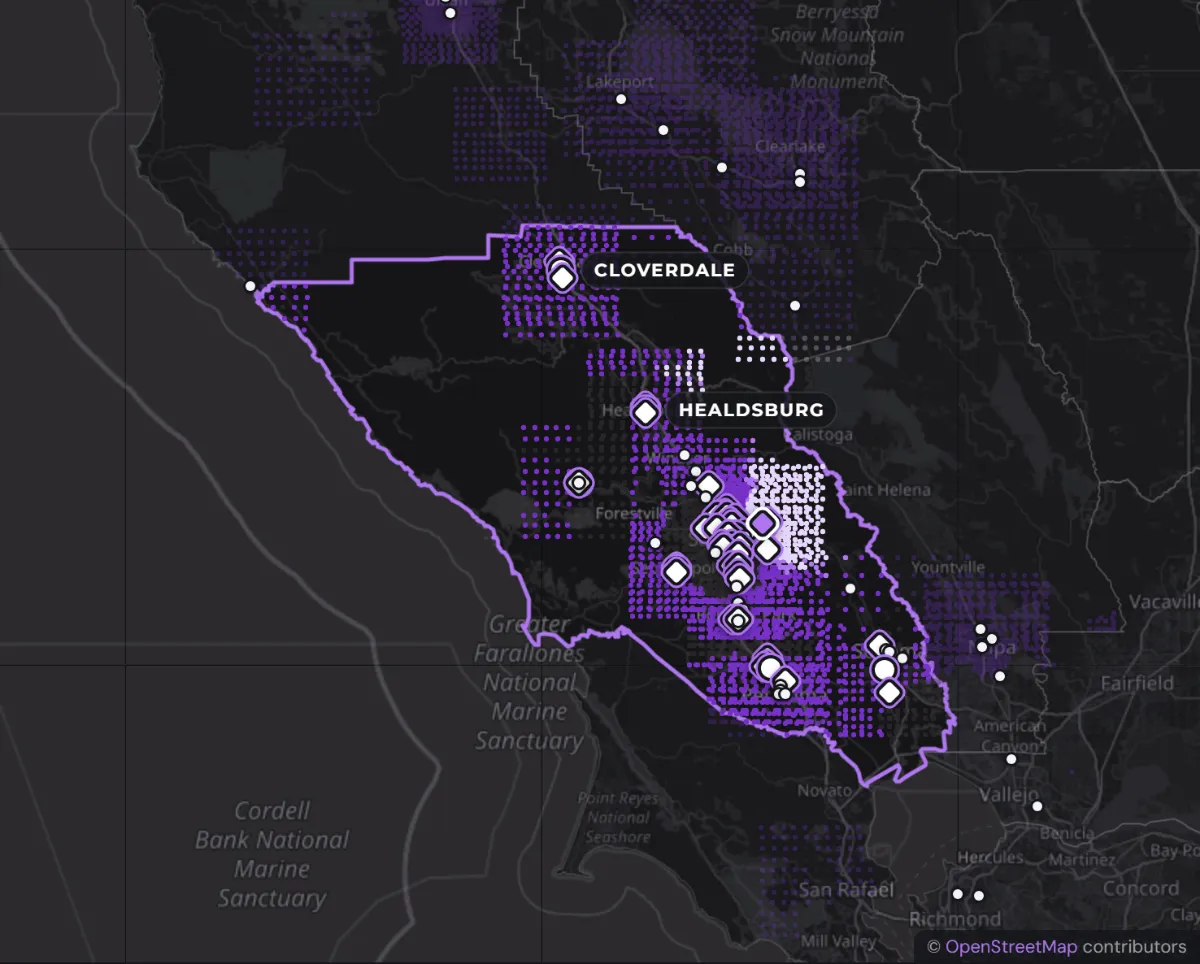 Berryessa
Snow Mountain
National
Monument
Lakeport
Clearlake
Cobb
CLOVERDALE
HEALDSBURG
Calistoga
Saint Helena
Forestville
Yountville
Vacaville
Greater
Farallones
National
Marine
Sanctuary
Napa
Fairfield
American
Canyon
Novato
Vallejo
Point Reyes
National
Seashore
Cordell
Bank National
Marine
Sanctuary
Benicia
Hercules
Martinez
San Rafael
Concord
Richmond
Mill Valley
© OpenStreetMap contributors